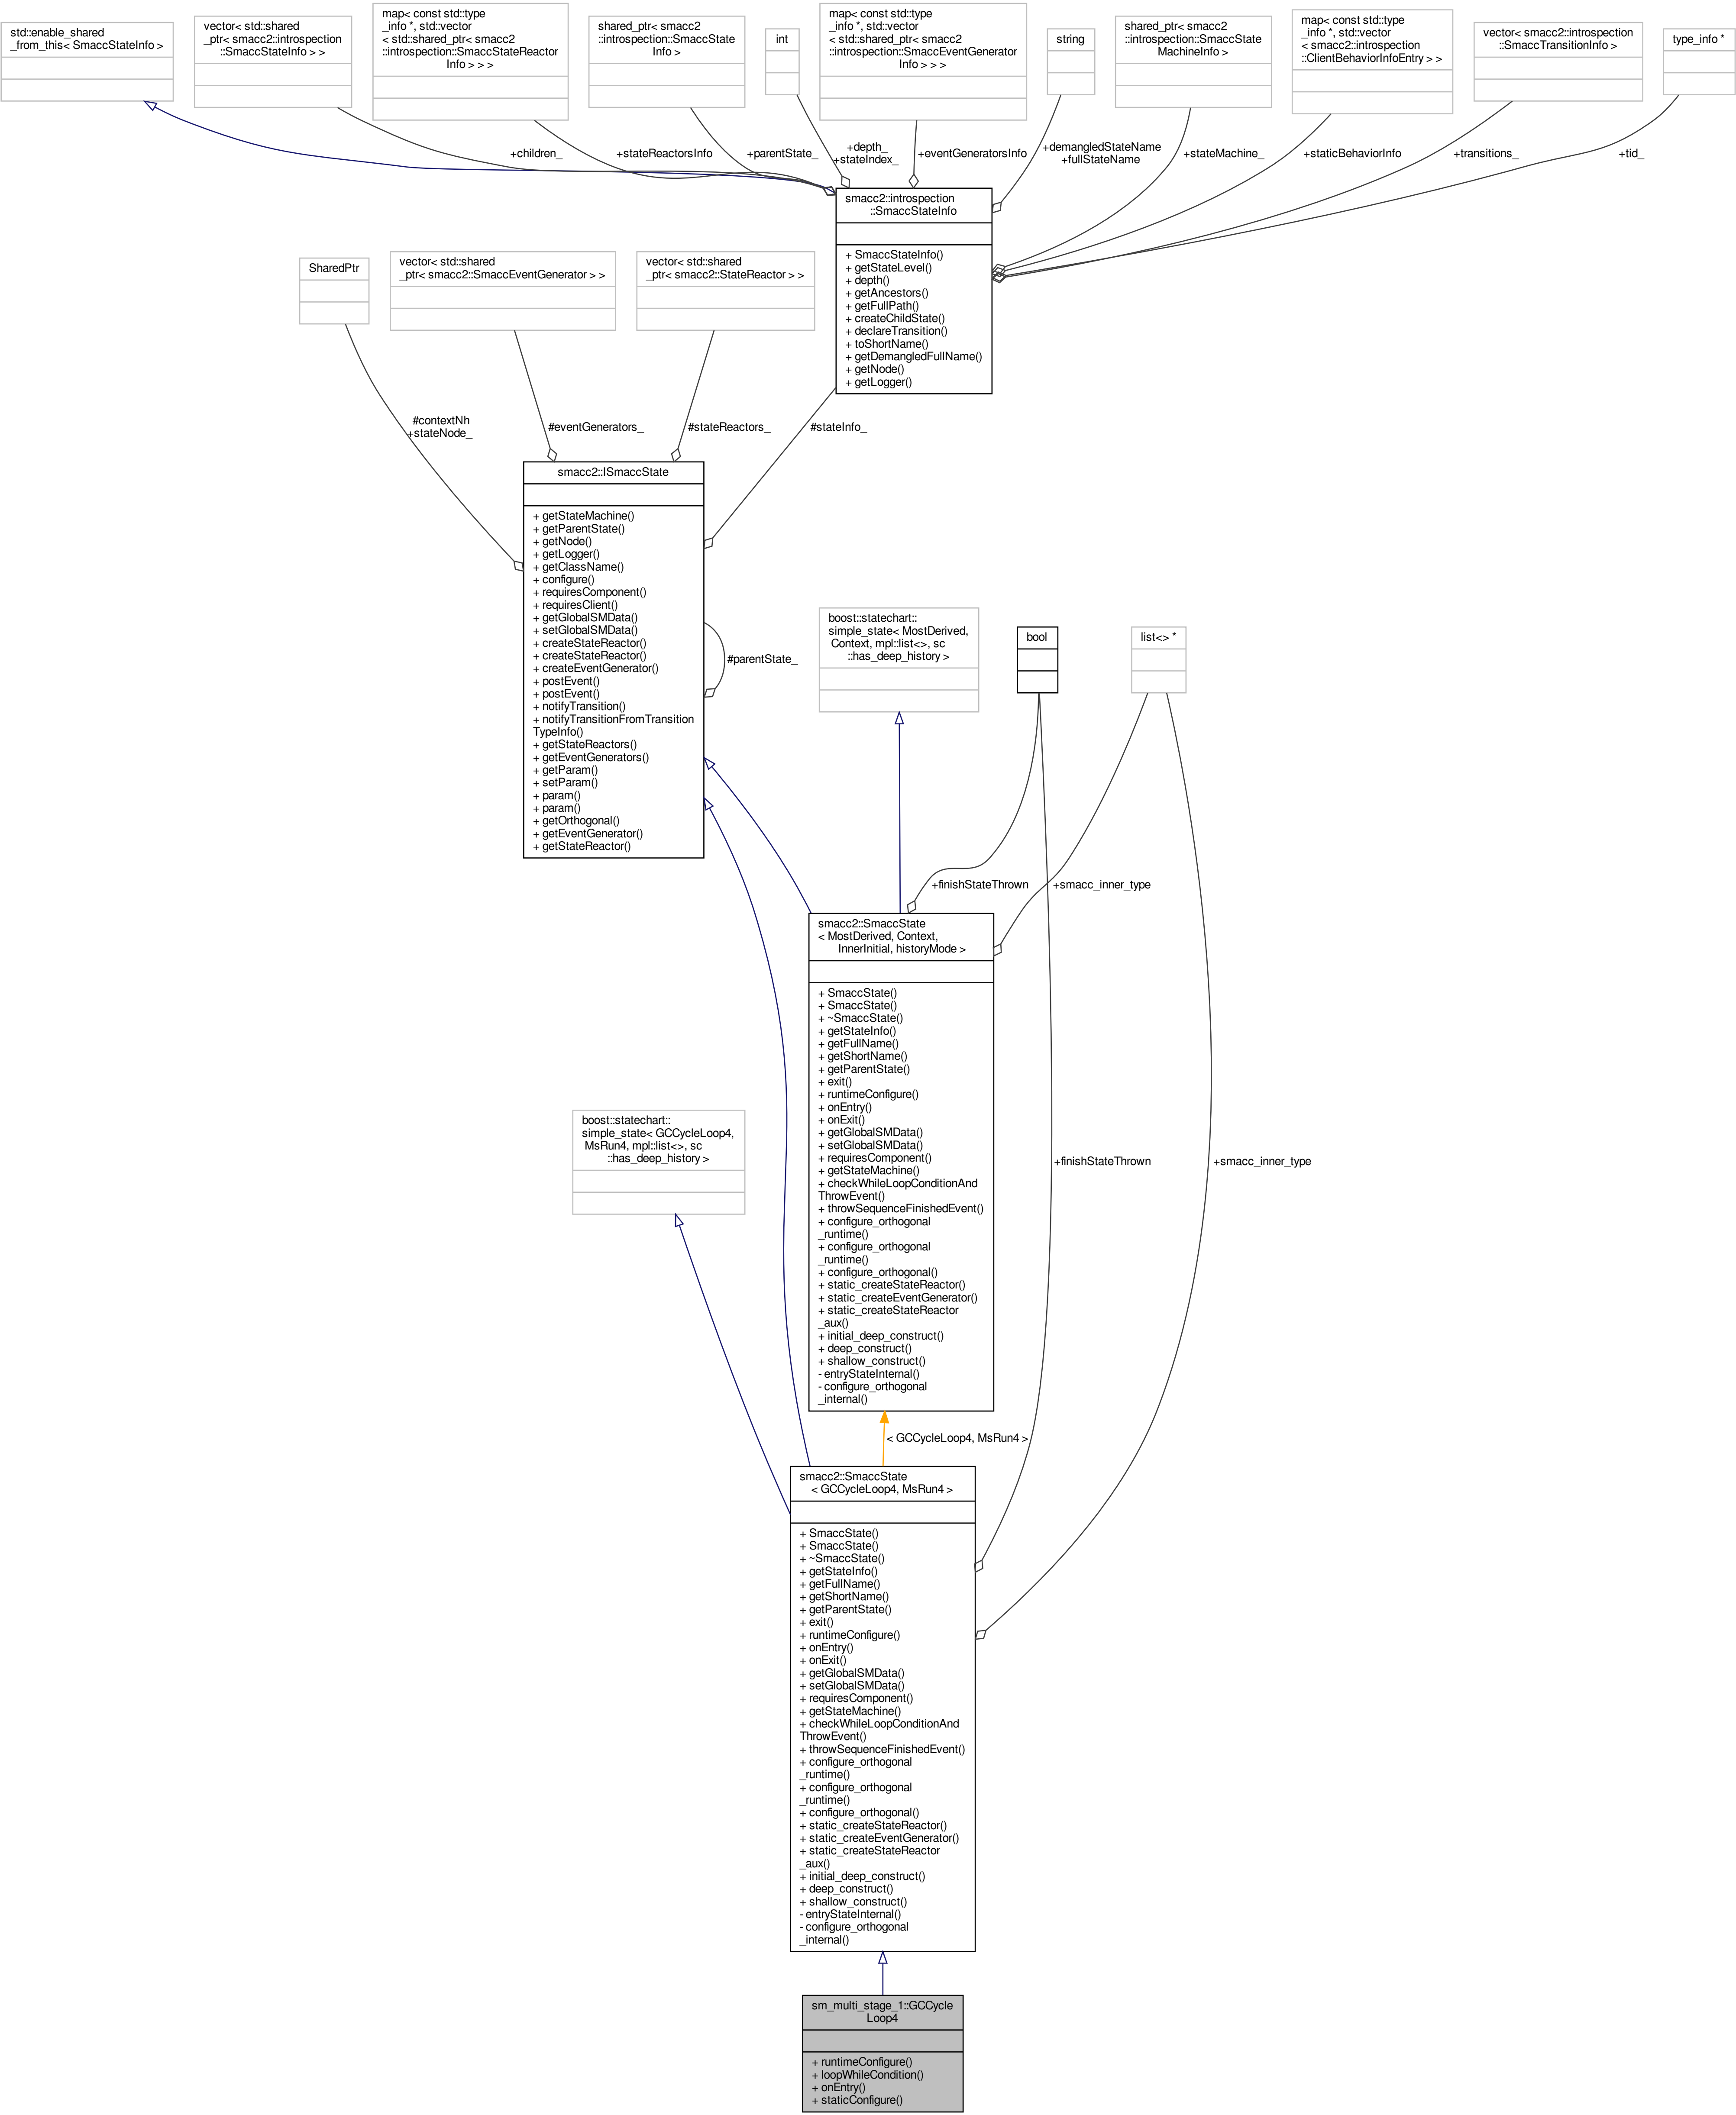 std::enable_shared
_from_this< SmaccStateInfo >
vector< std::shared
_ptr< smacc2::introspection
::SmaccStateInfo > >
map< const std::type
_info *, std::vector
< std::shared_ptr< smacc2
::introspection::SmaccStateReactor
Info > > >
shared_ptr< smacc2
::introspection::SmaccState
Info >
int
map< const std::type
_info *, std::vector
< std::shared_ptr< smacc2
::introspection::SmaccEventGenerator
Info > > >
string
shared_ptr< smacc2
::introspection::SmaccState
MachineInfo >
map< const std::type
_info *, std::vector
< smacc2::introspection
::ClientBehaviorInfoEntry > >
vector< smacc2::introspection
::SmaccTransitionInfo >
type_info *
+children_
+stateReactorsInfo
+parentState_
+depth_
+stateIndex_
+eventGeneratorsInfo
+demangledStateName
+fullStateName
+stateMachine_
+staticBehaviorInfo
+transitions_
+tid_
smacc2::introspection
::SmaccStateInfo
+ SmaccStateInfo()
+ getStateLevel()
+ depth()
+ getAncestors()
+ getFullPath()
+ createChildState()
+ declareTransition()
+ toShortName()
+ getDemangledFullName()
+ getNode()
+ getLogger()
SharedPtr
vector< std::shared
_ptr< smacc2::SmaccEventGenerator > >
vector< std::shared
_ptr< smacc2::StateReactor > >
#contextNh
+stateNode_
#eventGenerators_
#stateReactors_
#stateInfo_
smacc2::ISmaccState
+ getStateMachine()
+ getParentState()
+ getNode()
+ getLogger()
+ getClassName()
+ configure()
+ requiresComponent()
+ requiresClient()
+ getGlobalSMData()
+ setGlobalSMData()
+ createStateReactor()
+ createStateReactor()
+ createEventGenerator()
+ postEvent()
+ postEvent()
+ notifyTransition()
+ notifyTransitionFromTransition
TypeInfo()
+ getStateReactors()
+ getEventGenerators()
+ getParam()
+ setParam()
+ param()
+ param()
+ getOrthogonal()
+ getEventGenerator()
+ getStateReactor()
#parentState_
boost::statechart::
simple_state< MostDerived,
Context, mpl::list<>, sc
::has_deep_history >
bool
list<> *
+finishStateThrown
+smacc_inner_type
smacc2::SmaccState
< MostDerived, Context,
InnerInitial, historyMode >
+ SmaccState()
+ SmaccState()
+ ~SmaccState()
+ getStateInfo()
+ getFullName()
+ getShortName()
+ getParentState()
+ exit()
+ runtimeConfigure()
+ onEntry()
+ onExit()
+ getGlobalSMData()
+ setGlobalSMData()
+ requiresComponent()
+ getStateMachine()
+ checkWhileLoopConditionAnd
ThrowEvent()
+ throwSequenceFinishedEvent()
+ configure_orthogonal
_runtime()
+ configure_orthogonal
_runtime()
+ configure_orthogonal()
+ static_createStateReactor()
+ static_createEventGenerator()
+ static_createStateReactor
_aux()
+ initial_deep_construct()
+ deep_construct()
+ shallow_construct()
- entryStateInternal()
- configure_orthogonal
_internal()
boost::statechart::
simple_state< GCCycleLoop4,
MsRun4, mpl::list<>, sc
::has_deep_history >
+finishStateThrown
+smacc_inner_type
< GCCycleLoop4, MsRun4 >
smacc2::SmaccState
< GCCycleLoop4, MsRun4 >
+ SmaccState()
+ SmaccState()
+ ~SmaccState()
+ getStateInfo()
+ getFullName()
+ getShortName()
+ getParentState()
+ exit()
+ runtimeConfigure()
+ onEntry()
+ onExit()
+ getGlobalSMData()
+ setGlobalSMData()
+ requiresComponent()
+ getStateMachine()
+ checkWhileLoopConditionAnd
ThrowEvent()
+ throwSequenceFinishedEvent()
+ configure_orthogonal
_runtime()
+ configure_orthogonal
_runtime()
+ configure_orthogonal()
+ static_createStateReactor()
+ static_createEventGenerator()
+ static_createStateReactor
_aux()
+ initial_deep_construct()
+ deep_construct()
+ shallow_construct()
- entryStateInternal()
- configure_orthogonal
_internal()
sm_multi_stage_1::GCCycle
Loop4
+ runtimeConfigure()
+ loopWhileCondition()
+ onEntry()
+ staticConfigure()